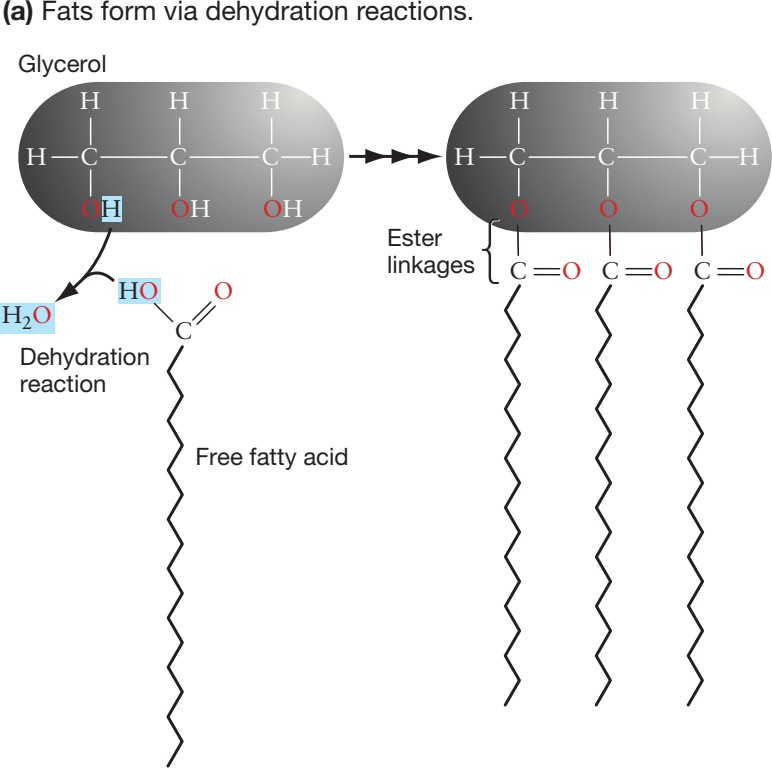 (a) Fats form via dehydration reactions.
Glycerol
H H H
H C C C H
OH OH OH
H₂O
HO O
C
Dehydration
reaction
Free fatty acid
H H H
H C C C H
O O O
Ester
linkages
C O C O C O